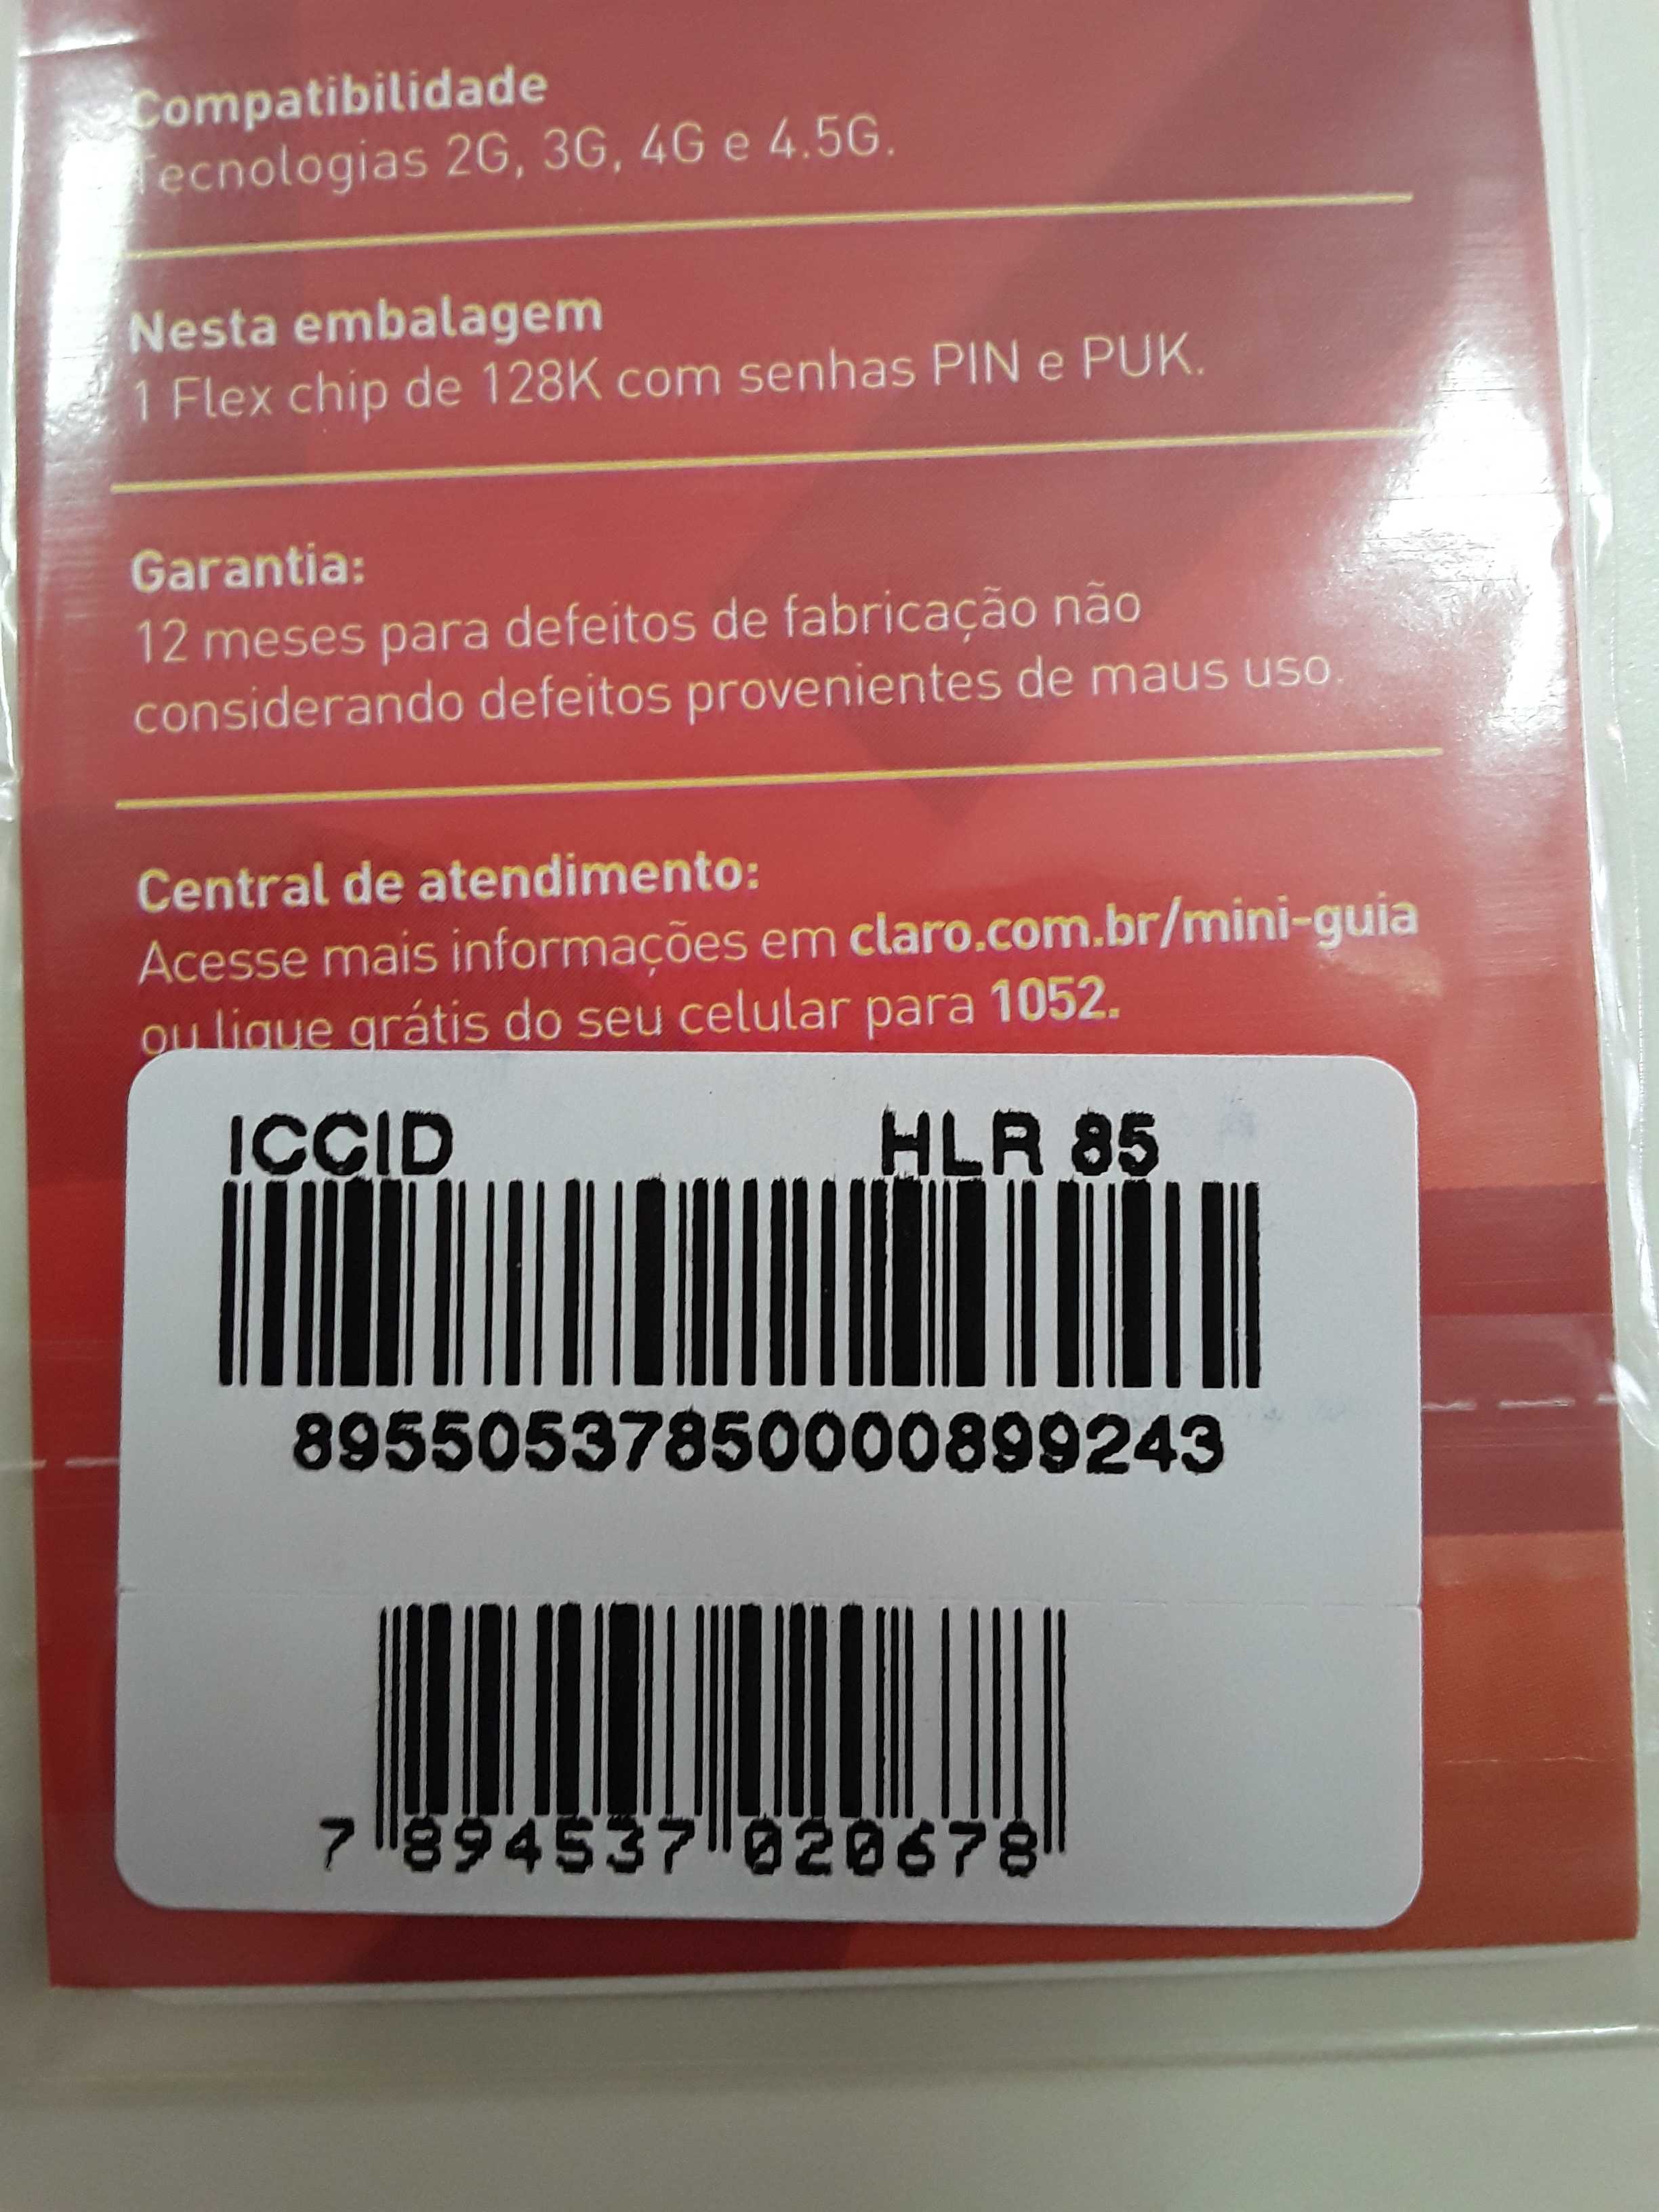 Compatibilidade
Tecnologias 2G, 3G, 4G e 4.5G.
Nesta embalagem
1 Flex chip de 128K com senhas PIN e PUK.
Garantia:
12 meses para defeitos de fabricação não
considerando defeitos provenientes de maus uso.
Central de atendimento:
Acesse mais informações em claro.com.br/mini-guia
ou ligue grátis do seu celular para 1052.
ICCID HLR 85
89550537850000899243
7 894537 020678